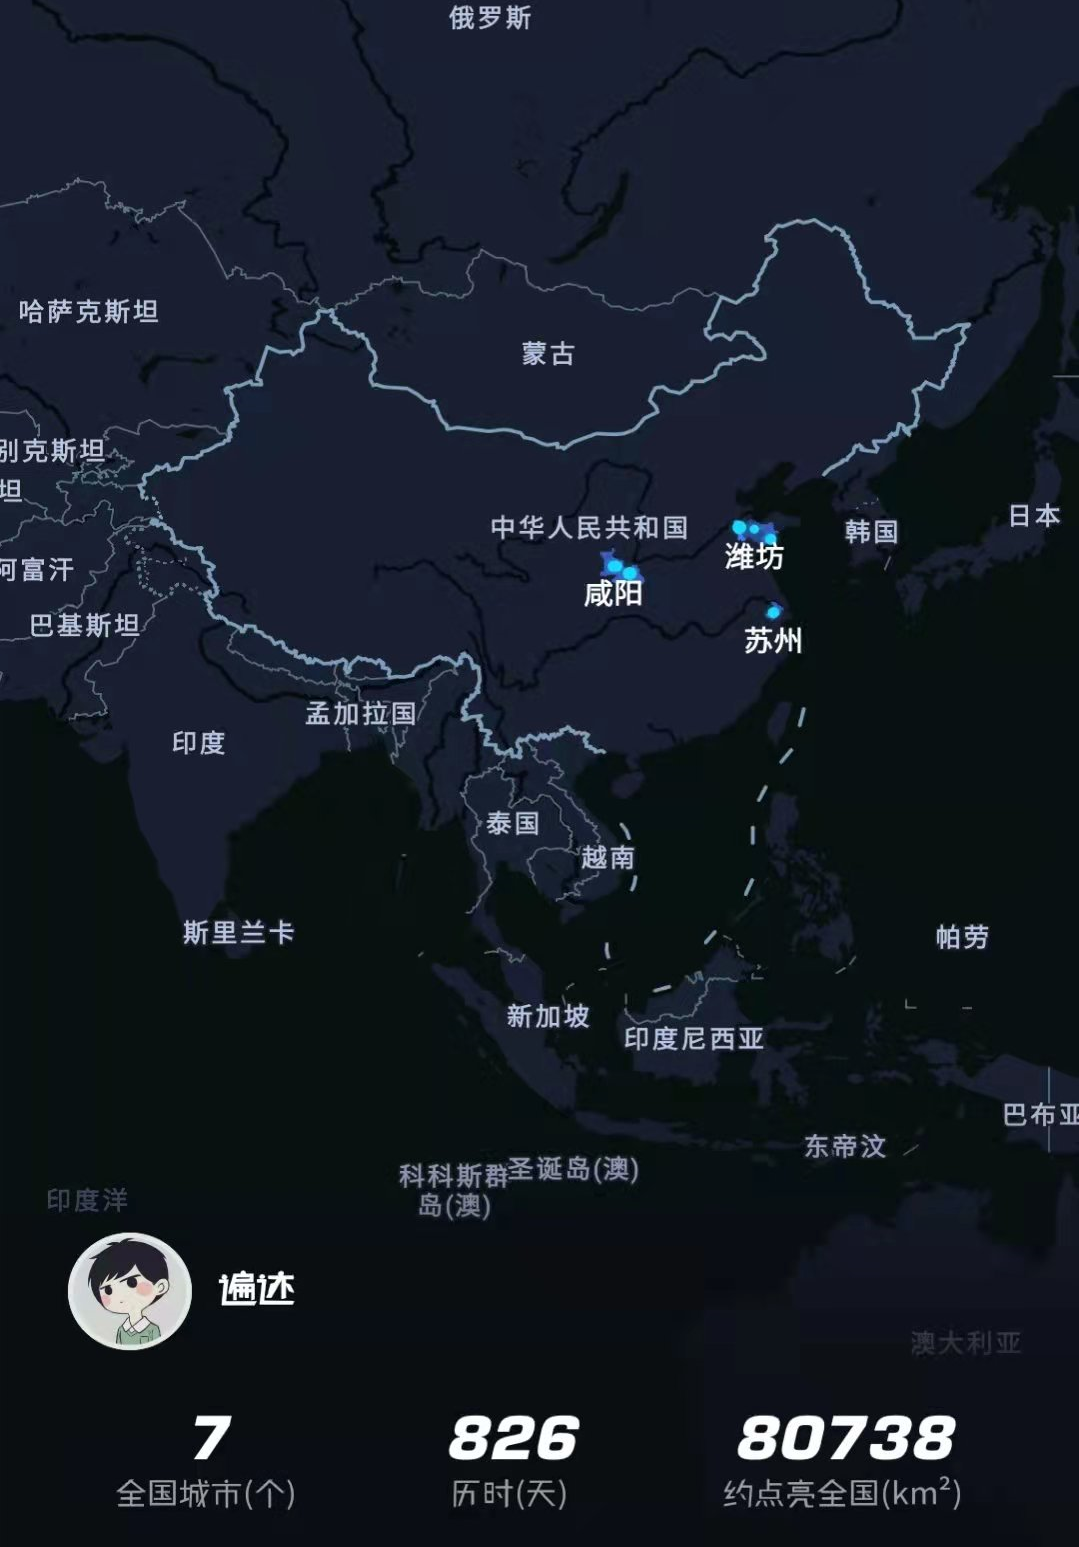 俄罗斯
哈萨克斯坦
蒙古
别克斯坦
坦
中华人民共和国
韩国
日本
潍坊
阿富汗
咸阳
巴基斯坦
苏州
孟加拉国
印度
泰国
越南
斯里兰卡
帕劳
新加坡
印度尼西亚
巴布亚
东帝汶
科科斯群
岛(澳)
圣诞岛(澳)
印度洋
遍迹
澳大利亚
7
826
80738
全国城市(个)
历时(天)
约点亮全国(km²)